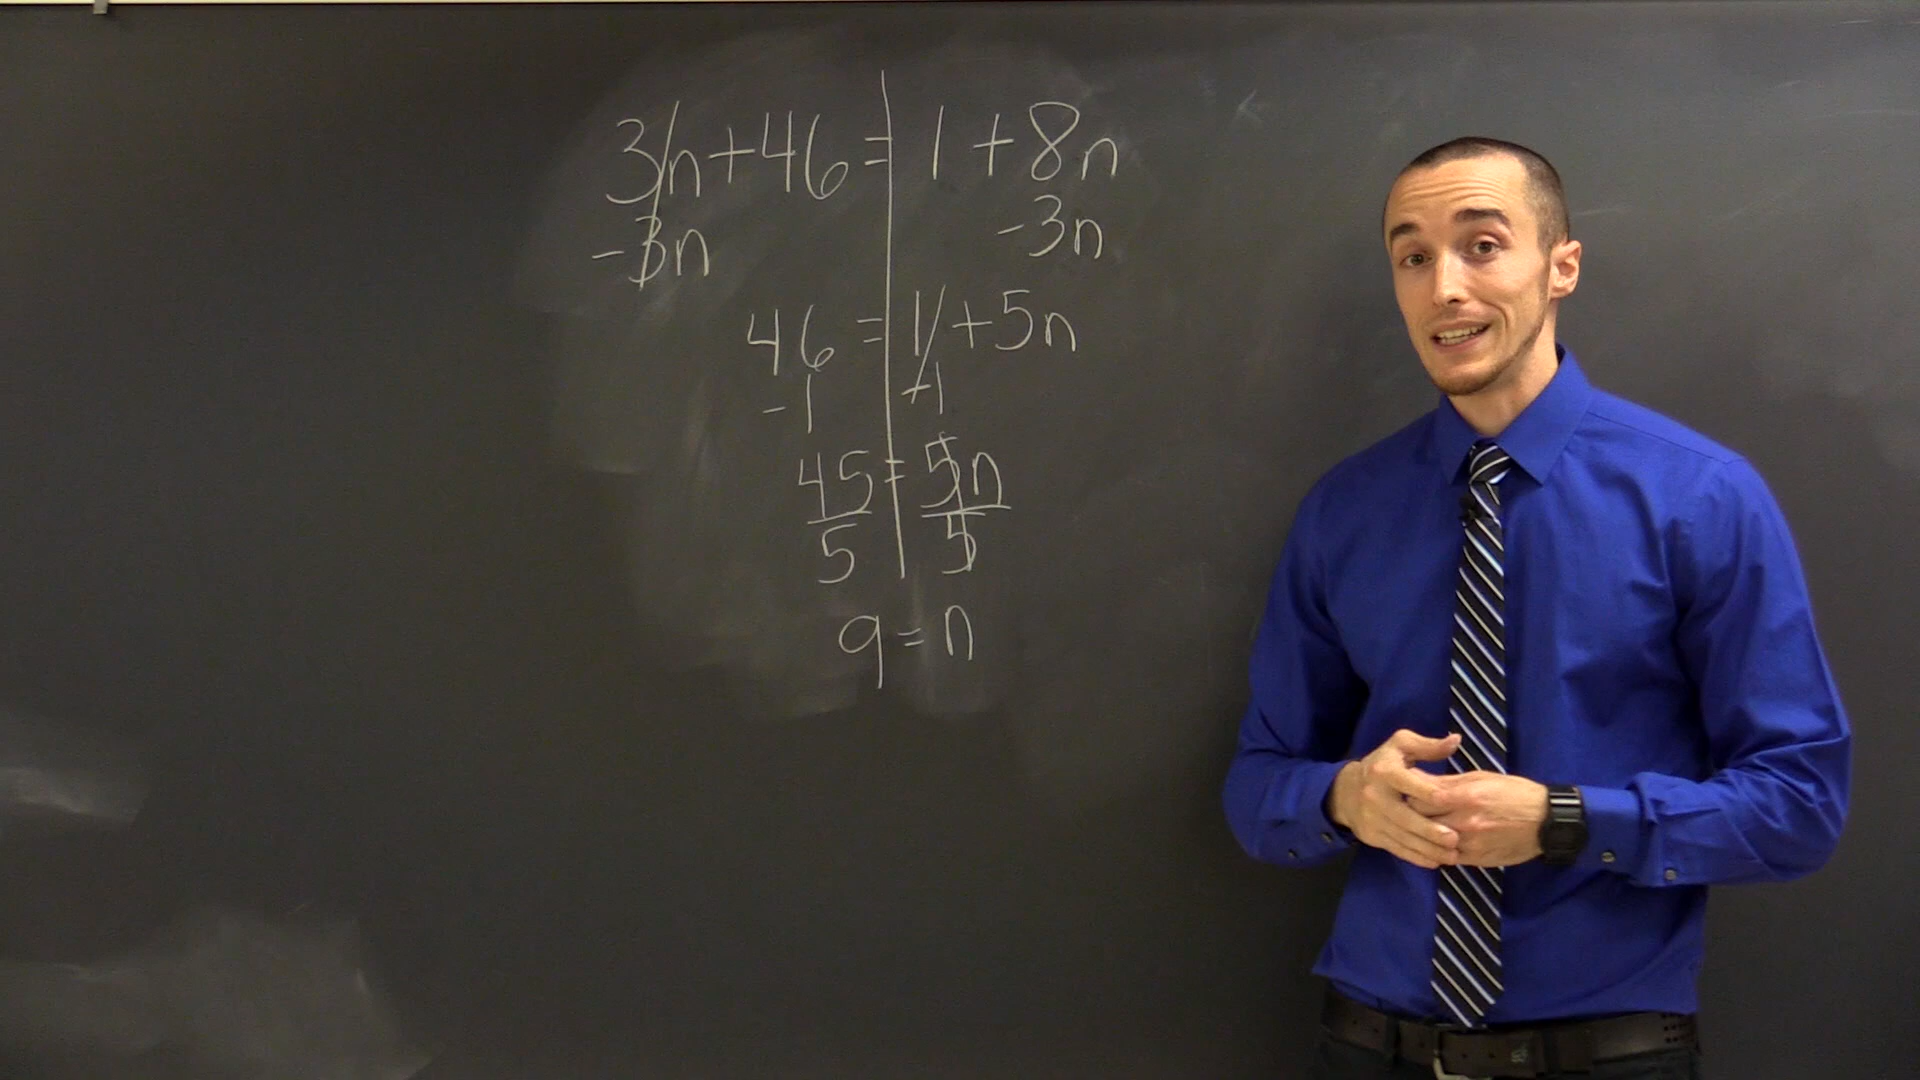 3n+46 = 1+8n
-3n -3n
46 = 1+5n
-1 -1
45 = 5n
5 5
9 = n